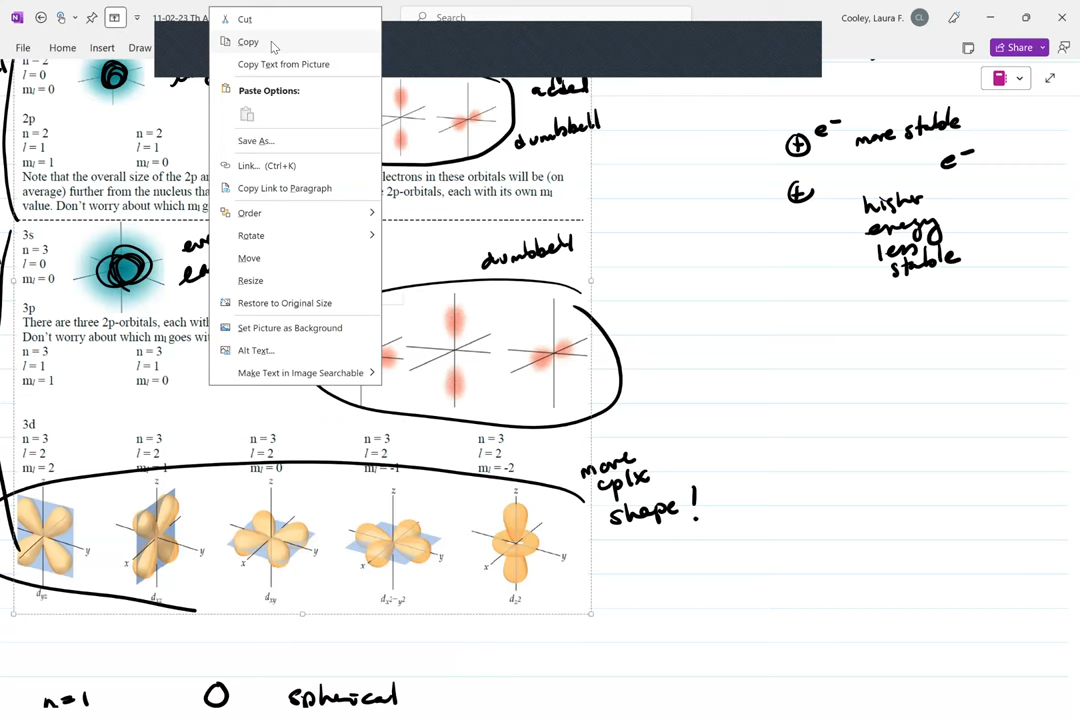 11-02-23 Th A
Search
Cooley, Laura F.
CL
File Home Insert Draw
Share
Cut
Copy
Copy Text from Picture
Paste Options:
Save As...
Link... (Ctrl+K)
Copy Link to Paragraph
Order
Rotate
Move
Resize
Restore to Original Size
Set Picture as Background
Alt Text...
Make Text in Image Searchable
n = 2
l = 0
mₗ = 0
added
dumbbell
2p
n = 2 n = 2
l = 1 l = 1
mₗ = 1 mₗ = 0
Note that the overall size of the 2p lectrons in these orbitals will be (on
average) further from the nucleus 2p-orbitals, each with its own mₗ
value. Don't worry about which mₗ
3s
n = 3
l = 0
mₗ = 0
dumbbell
3p
There are three 2p-orbitals, each with
Don't worry about which mₗ goes
n = 3 n = 3
l = 1 l = 1
mₗ = 1 mₗ = 0
3d
n = 3 n = 3 n = 3 n = 3 n = 3
l = 2 l = 2 l = 2 l = 2 l = 2
mₗ = 2 mₗ = 1 mₗ = 0 mₗ = -1 mₗ = -2
more
cplx
shape!
z z z z z
y x y x y x y x y
dyz dxz dxy dx²-y² dz²
n=1 O spherical
+ e⁻ more stable
e⁻
+
higher
energy
less
stable